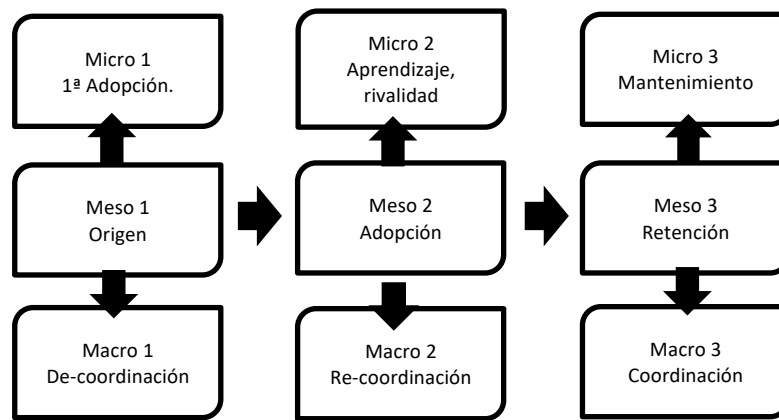 Micro 1
1ª Adopción.
Micro 2
Aprendizaje,
rivalidad
Micro 3
Mantenimiento
Meso 1
Origen
Meso 2
Adopción
Meso 3
Retención
Macro 1
De-coordinación
Macro 2
Re-coordinación
Macro 3
Coordinación